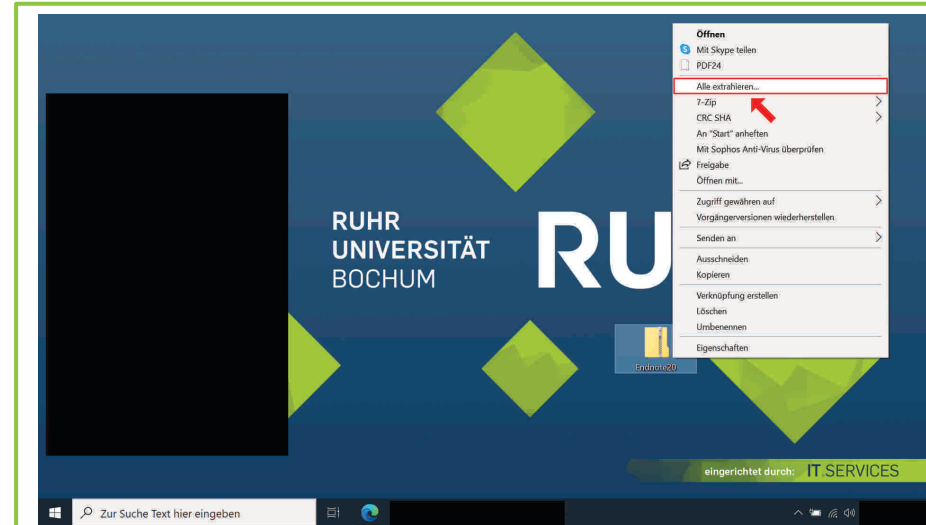 Öffnen
Mit Skype teilen
PDF24
Alle extrahieren...
7-Zip
CRC SHA
An "Start" anheften
Mit Sophos Anti-Virus überprüfen
Freigabe
Öffnen mit...
Zugriff gewähren auf
Vorgängerversionen wiederherstellen
Senden an
Ausschneiden
Kopieren
Verknüpfung erstellen
Löschen
Umbenennen
Eigenschaften
RUHR
UNIVERSITÄT
BOCHUM
RU
Endnote20
eingerichtet durch: IT.SERVICES
Zur Suche Text hier eingeben